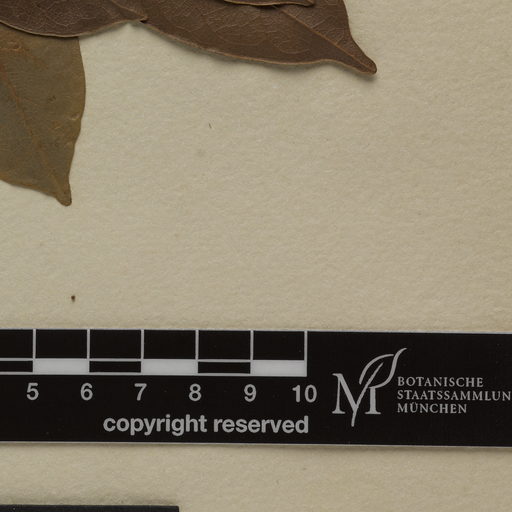 5 6 7 8 9 10
copyright reserved
M
BOTANISCHE
STAATSSAMMLUN
MÜNCHEN